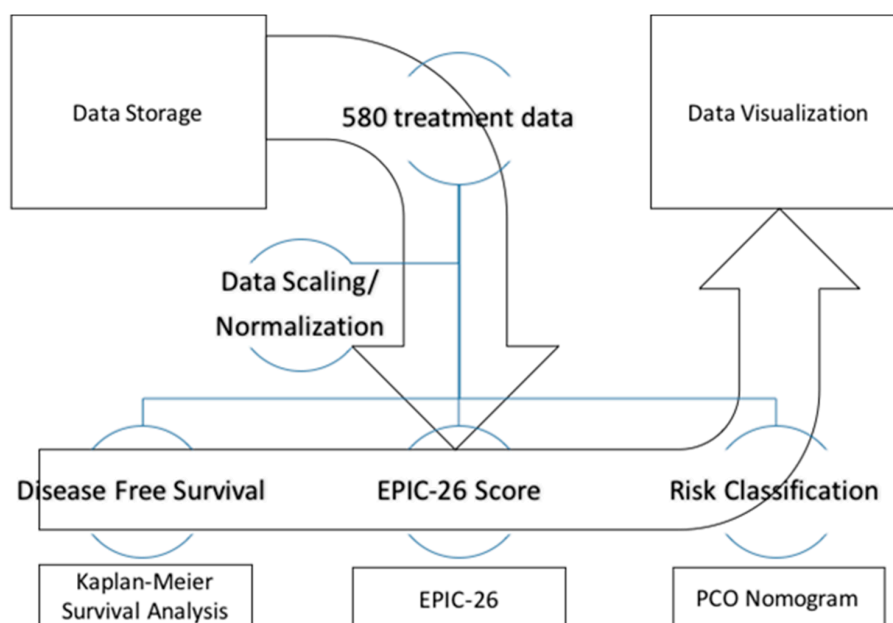 Data Storage
580 treatment data
Data Visualization
Data Scaling/
Normalization
Disease Free Survival
EPIC-26 Score
Risk Classification
Kaplan-Meier
Survival Analysis
EPIC-26
PCO Nomogram